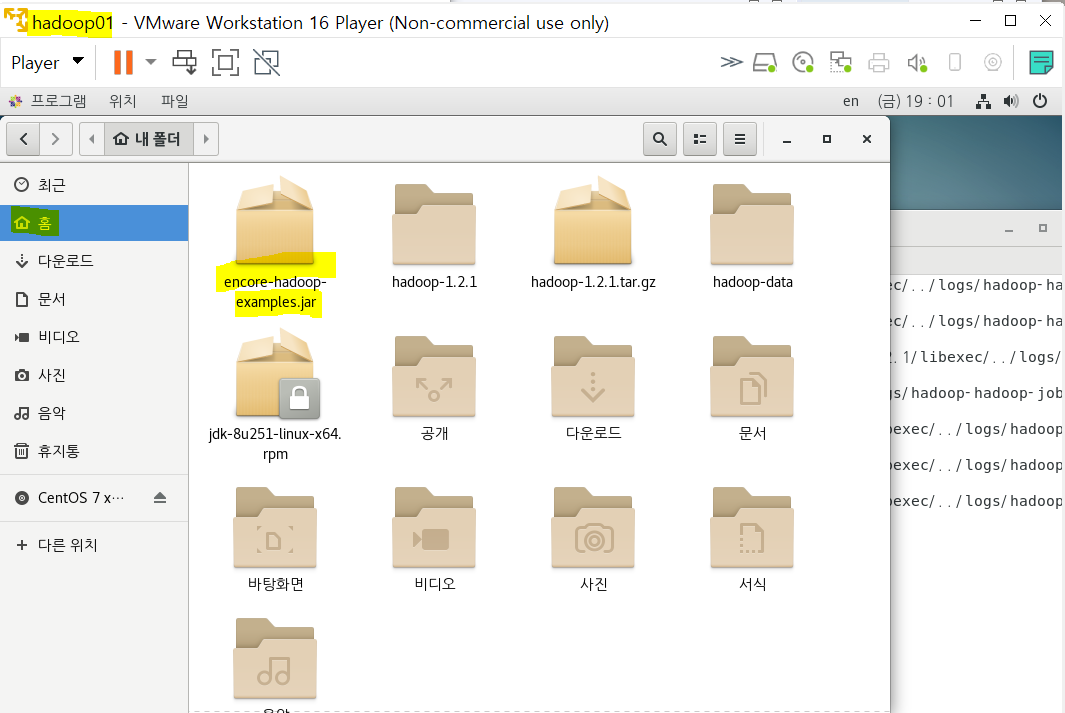 hadoop01 - VMware Workstation 16 Player (Non-commercial use only)
Player
프로그램 위치 파일 en (금) 19 : 01
내 폴더
최근
홈
다운로드
문서
비디오
사진
음악
휴지통
CentOS 7 x…
다른 위치
encore-hadoop-
examples.jar
hadoop-1.2.1
hadoop-1.2.1.tar.gz
hadoop-data
jdk-8u251-linux-x64.
rpm
공개
다운로드
문서
바탕화면
비디오
사진
서식
ec/../logs/hadoop-ha
ec/../logs/hadoop-ha
2.1/libexec/../logs/
gs/hadoop-hadoop-job
bexec/../logs/hadoop
bexec/../logs/hadoop
bexec/../logs/hadoop